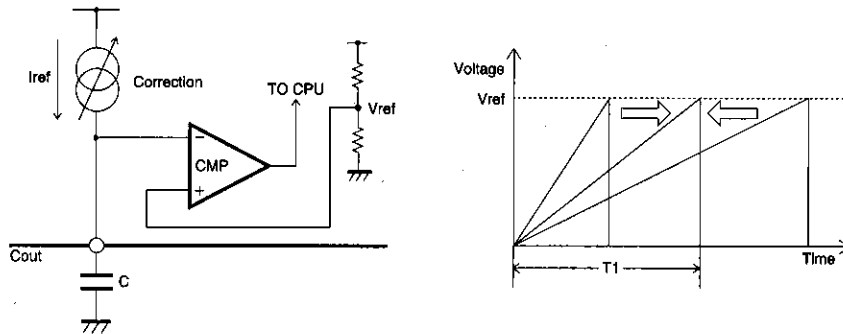 Iref
Correction
TO CPU
Vref
−
CMP
+
Cout
C
Voltage
Vref
T1
Time